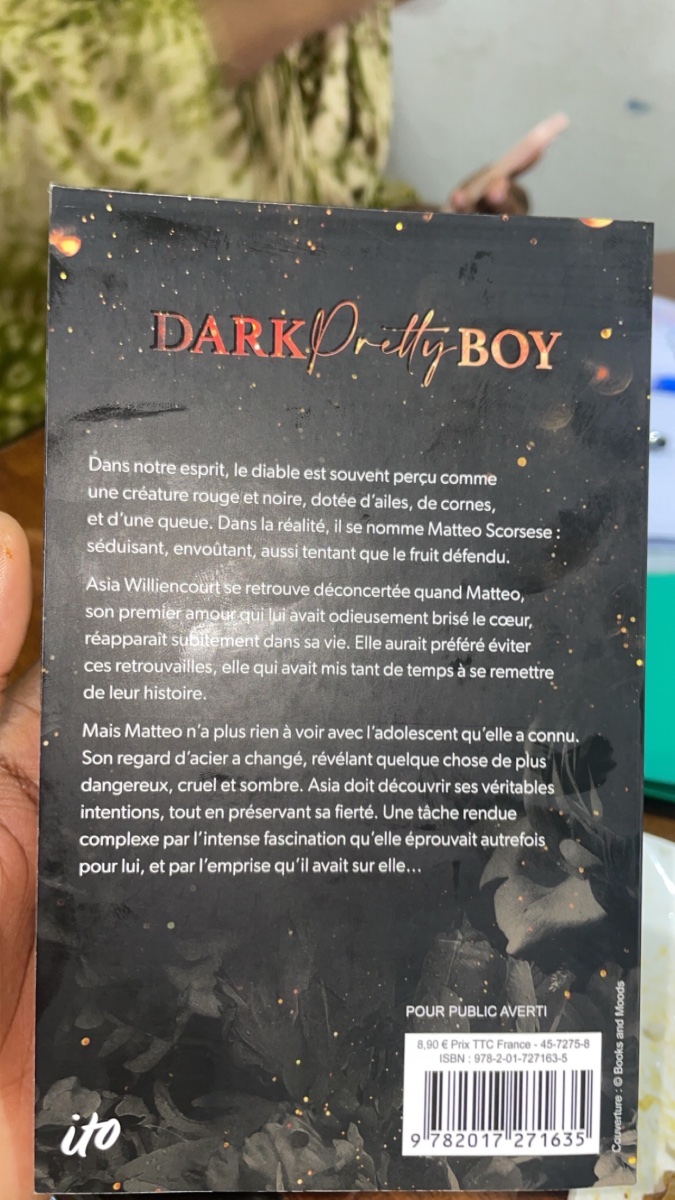 DARK Pretty BOY
Dans notre esprit, le diable est souvent perçu comme
une créature rouge et noire, dotée d'ailes, de cornes,
et d'une queue. Dans la réalité, il se nomme Matteo Scorsese :
séduisant, envoûtant, aussi tentant que le fruit défendu.
Asia Williencourt se retrouve déconcertée quand Matteo,
son premier amour qui lui avait odieusement brisé le cœur,
réapparait subitement dans sa vie. Elle aurait préféré éviter
ces retrouvailles, elle qui avait mis tant de temps à se remettre
de leur histoire.
Mais Matteo n'a plus rien à voir avec l'adolescent qu'elle a connu.
Son regard d'acier a changé, révélant quelque chose de plus
dangereux, cruel et sombre. Asia doit découvrir ses véritables
intentions, tout en préservant sa fierté. Une tâche rendue
complexe par l'intense fascination qu'elle éprouvait autrefois
pour lui, et par l'emprise qu'il avait sur elle...
POUR PUBLIC AVERTI
8,90 € Prix TTC France - 45-7275-8
ISBN : 978-2-01-727163-5
9 782017 271635
Couverture : © Books and Moods
ito